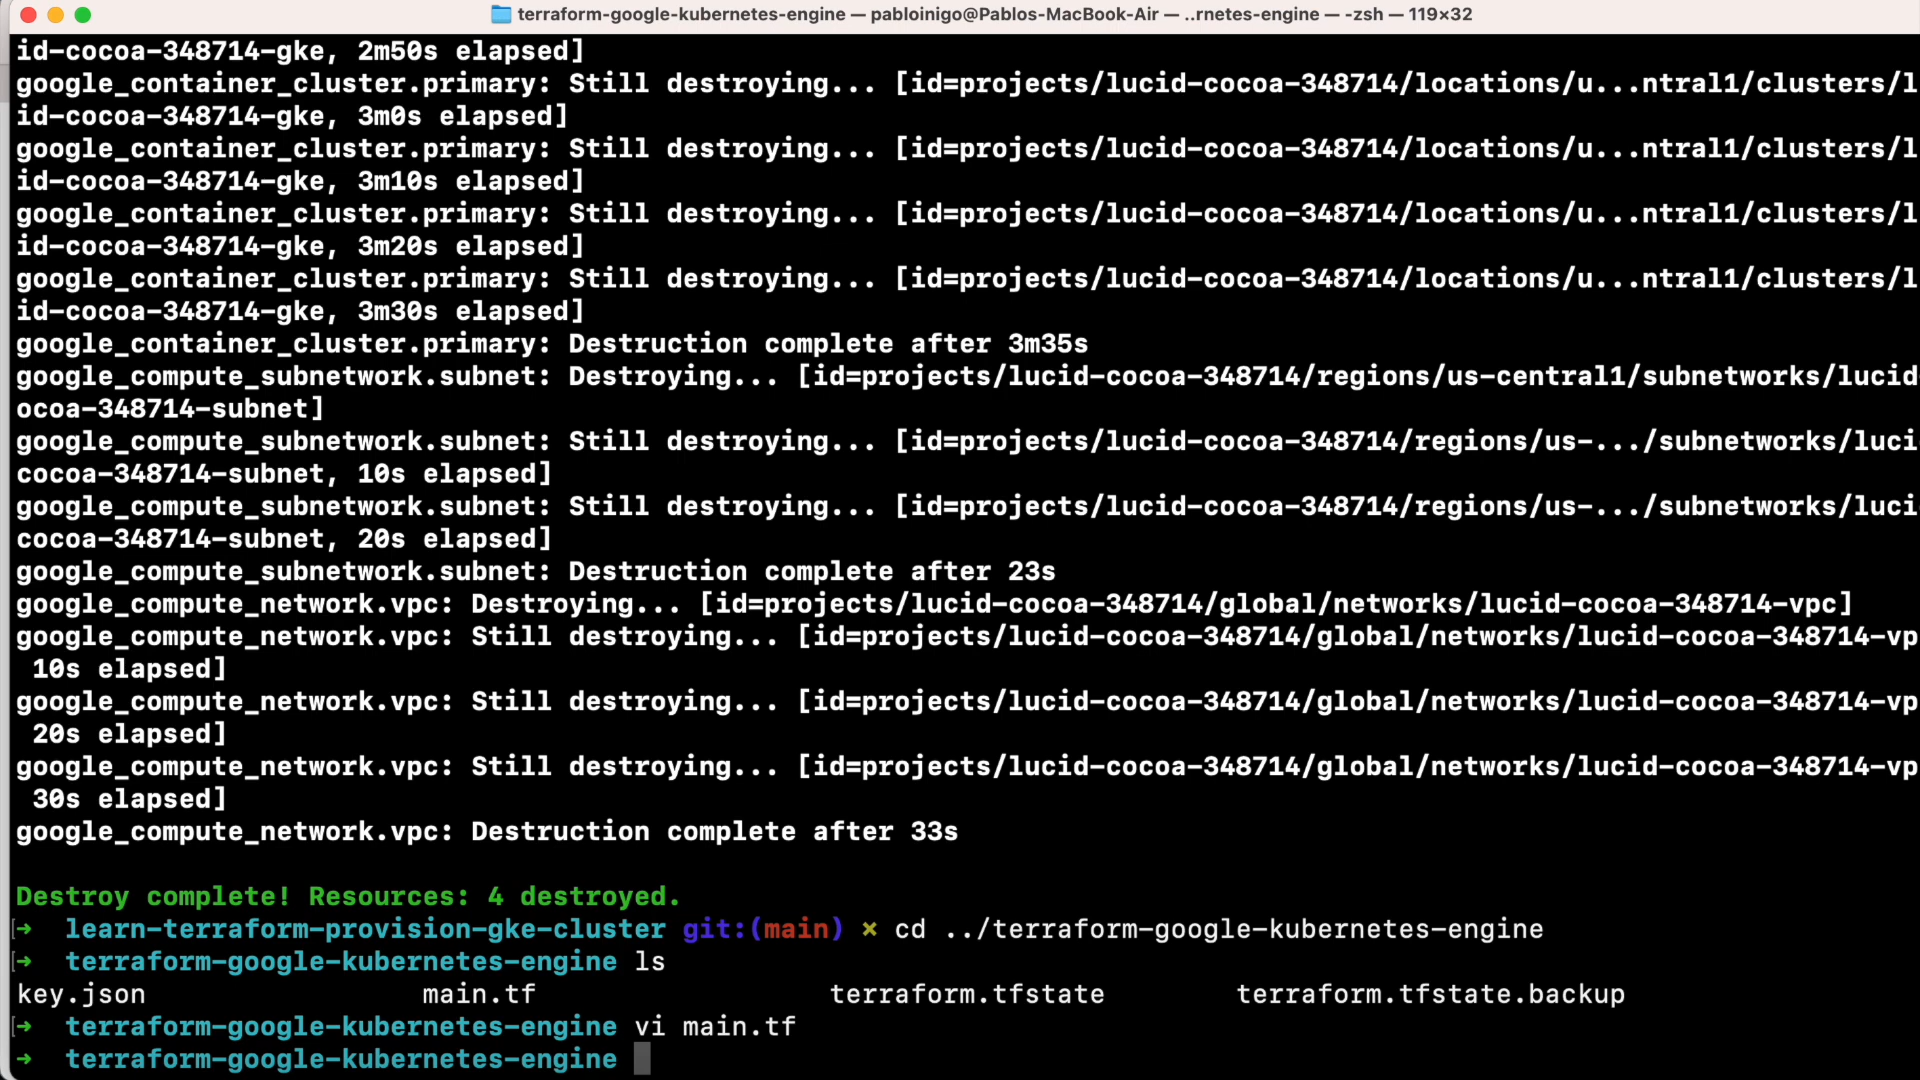 terraform-google-kubernetes-engine — pabloinigo@Pablos-MacBook-Air — ..rnetes-engine — -zsh — 119×32
id-cocoa-348714-gke, 2m50s elapsed]
google_container_cluster.primary: Still destroying... [id=projects/lucid-cocoa-348714/locations/u...ntral1/clusters/l
id-cocoa-348714-gke, 3m0s elapsed]
google_container_cluster.primary: Still destroying... [id=projects/lucid-cocoa-348714/locations/u...ntral1/clusters/l
id-cocoa-348714-gke, 3m10s elapsed]
google_container_cluster.primary: Still destroying... [id=projects/lucid-cocoa-348714/locations/u...ntral1/clusters/l
id-cocoa-348714-gke, 3m20s elapsed]
google_container_cluster.primary: Still destroying... [id=projects/lucid-cocoa-348714/locations/u...ntral1/clusters/l
id-cocoa-348714-gke, 3m30s elapsed]
google_container_cluster.primary: Destruction complete after 3m35s
google_compute_subnetwork.subnet: Destroying... [id=projects/lucid-cocoa-348714/regions/us-central1/subnetworks/lucid
ocoa-348714-subnet]
google_compute_subnetwork.subnet: Still destroying... [id=projects/lucid-cocoa-348714/regions/us-.../subnetworks/luci
cocoa-348714-subnet, 10s elapsed]
google_compute_subnetwork.subnet: Still destroying... [id=projects/lucid-cocoa-348714/regions/us-.../subnetworks/luci
cocoa-348714-subnet, 20s elapsed]
google_compute_subnetwork.subnet: Destruction complete after 23s
google_compute_network.vpc: Destroying... [id=projects/lucid-cocoa-348714/global/networks/lucid-cocoa-348714-vpc]
google_compute_network.vpc: Still destroying... [id=projects/lucid-cocoa-348714/global/networks/lucid-cocoa-348714-vp
10s elapsed]
google_compute_network.vpc: Still destroying... [id=projects/lucid-cocoa-348714/global/networks/lucid-cocoa-348714-vp
20s elapsed]
google_compute_network.vpc: Still destroying... [id=projects/lucid-cocoa-348714/global/networks/lucid-cocoa-348714-vp
30s elapsed]
google_compute_network.vpc: Destruction complete after 33s
Destroy complete! Resources: 4 destroyed.
[➜ learn-terraform-provision-gke-cluster git:(main) ✗ cd ../terraform-google-kubernetes-engine
[➜ terraform-google-kubernetes-engine ls
key.json main.tf terraform.tfstate terraform.tfstate.backup
[➜ terraform-google-kubernetes-engine vi main.tf
➜ terraform-google-kubernetes-engine